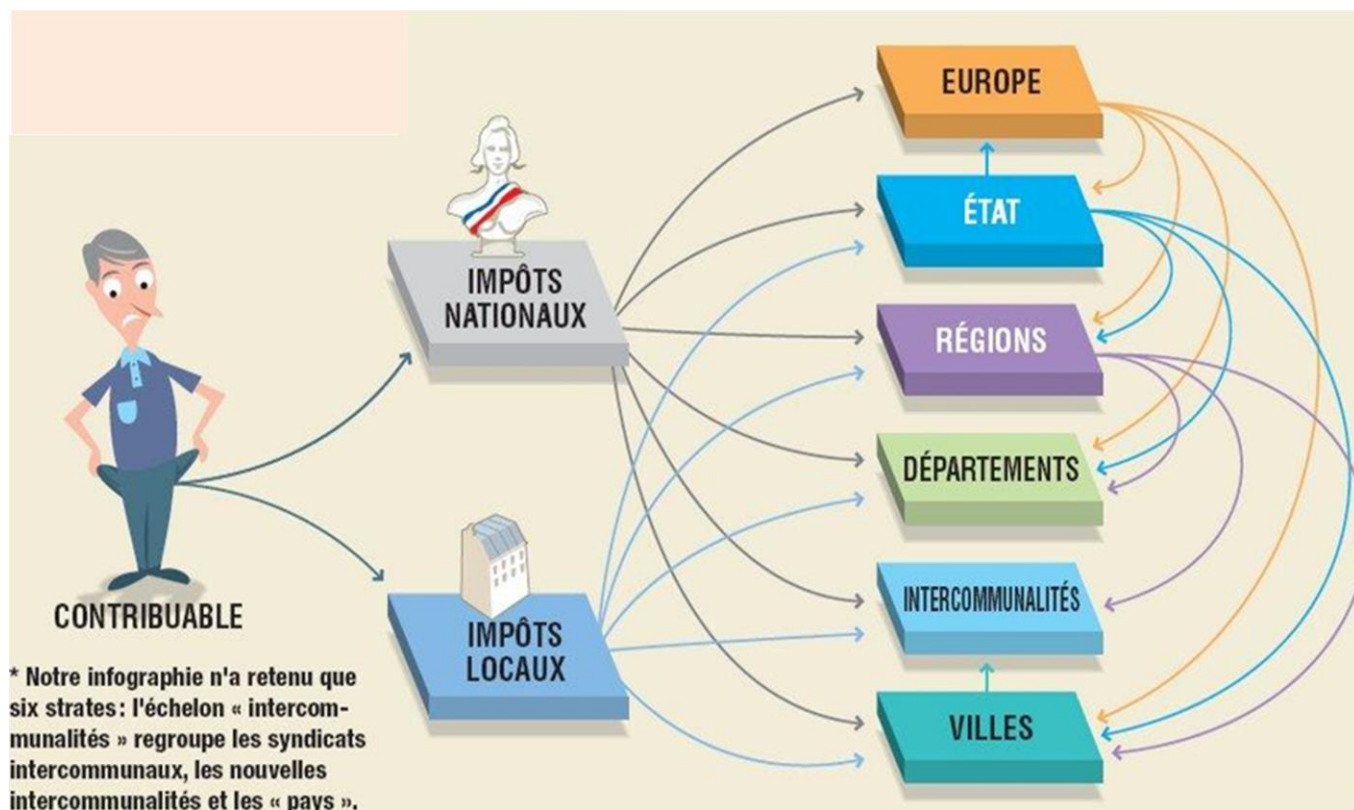 EUROPE
ÉTAT
IMPÔTS
NATIONAUX
RÉGIONS
DÉPARTEMENTS
CONTRIBUABLE
INTERCOMMUNALITÉS
IMPÔTS
LOCAUX
VILLES
* Notre infographie n'a retenu que
six strates : l'échelon « intercom-
munalités » regroupe les syndicats
intercommunaux, les nouvelles
intercommunalités et les « pays ».